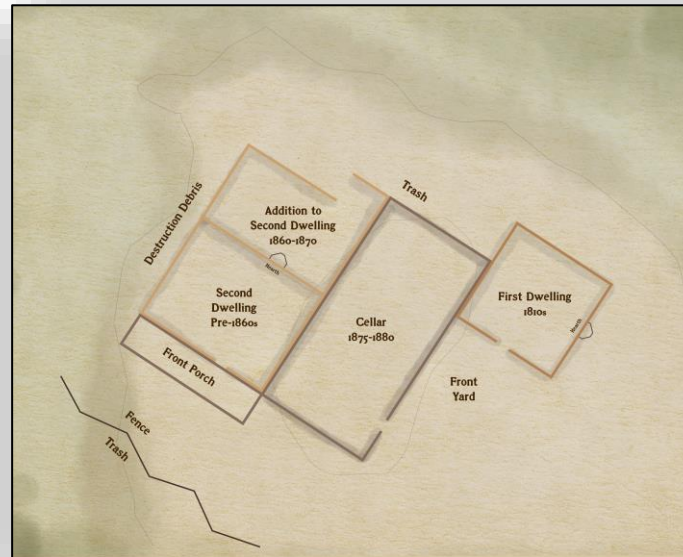 Trash
Destruction Debris
Addition to
Second Dwelling
1860-1870
Hearth
Second
Dwelling
Pre-1860s
First Dwelling
1810s
Hearth
Cellar
1875-1880
Front Porch
Front
Yard
Fence
Trash